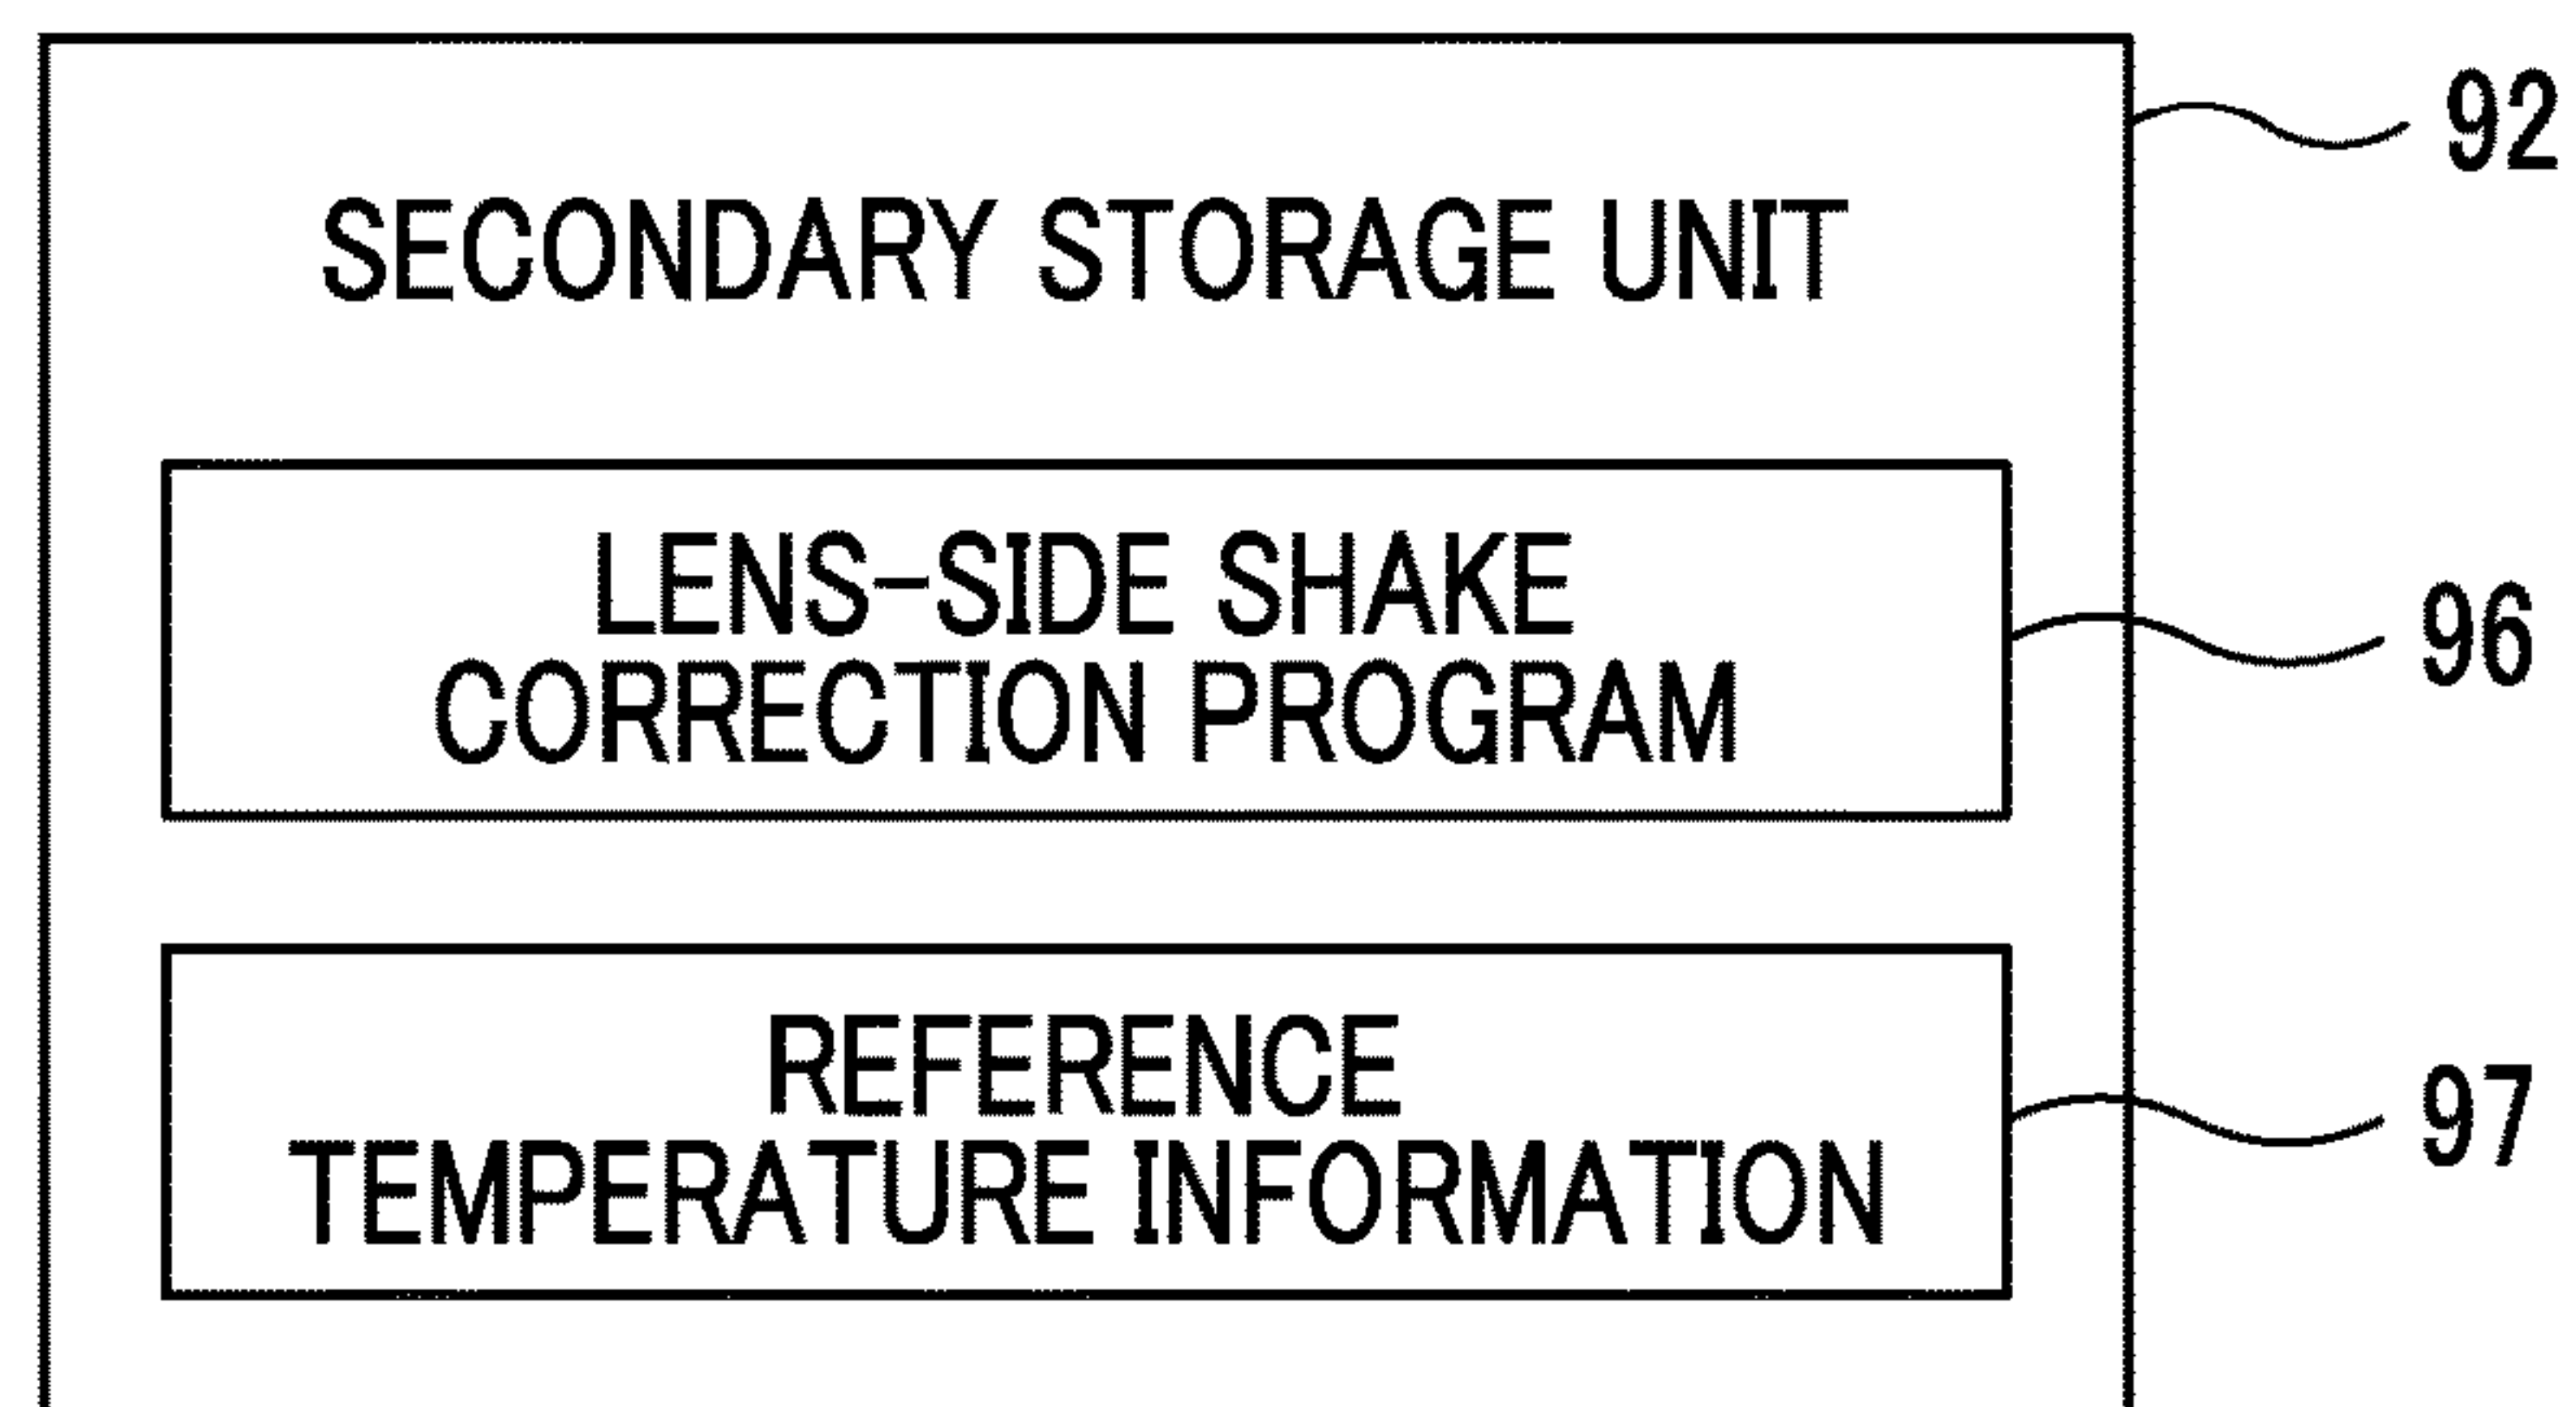 92
SECONDARY STORAGE UNIT
LENS-SIDE SHAKE
CORRECTION PROGRAM
96
REFERENCE
TEMPERATURE INFORMATION
97